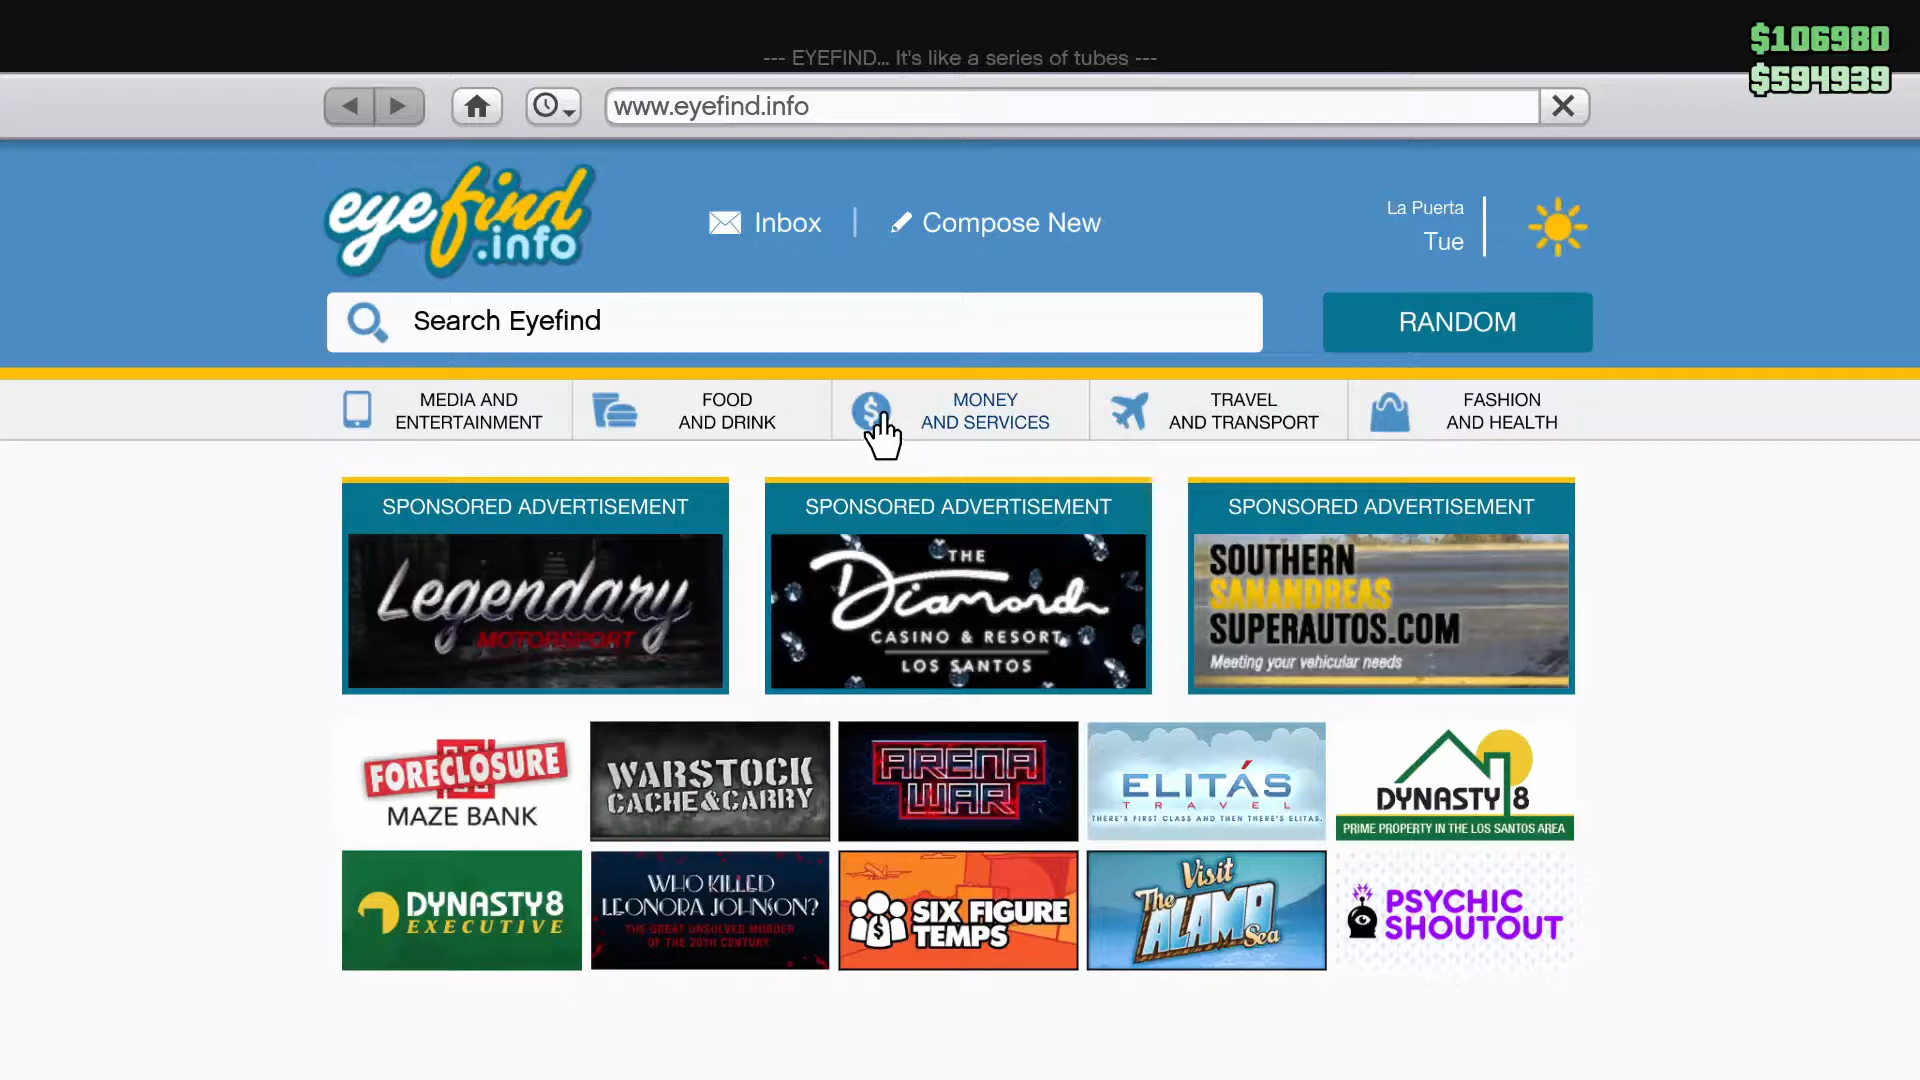 $106980
--- EYEFIND... It's like a series of tubes ---
$594939
www.eyefind.info
eyefind
.info
Inbox
Compose New
La Puerta
Tue
Search Eyefind
RANDOM
MEDIA AND
ENTERTAINMENT
FOOD
AND DRINK
MONEY
AND SERVICES
TRAVEL
AND TRANSPORT
FASHION
AND HEALTH
SPONSORED ADVERTISEMENT
Legendary
MOTORSPORT
SPONSORED ADVERTISEMENT
THE
Diamond
CASINO & RESORT
LOS SANTOS
SPONSORED ADVERTISEMENT
SOUTHERN
SANANDREAS
SUPERAUTOS.COM
Meeting your vehicular needs
FORECLOSURE
MAZE BANK
WARSTOCK
CACHE&CARRY
ARENA
WAR
ELITÁS
TRAVEL
THERE'S FIRST CLASS AND THEN THERE'S ELITAS.
DYNASTY 8
PRIME PROPERTY IN THE LOS SANTOS AREA
DYNASTY8
EXECUTIVE
WHO KILLED
LEONORA JOHNSON?
THE GREAT UNSOLVED MURDER
OF THE 20TH CENTURY
SIX FIGURE
TEMPS
Visit
The
ALAMO
Sea
PSYCHIC
SHOUTOUT